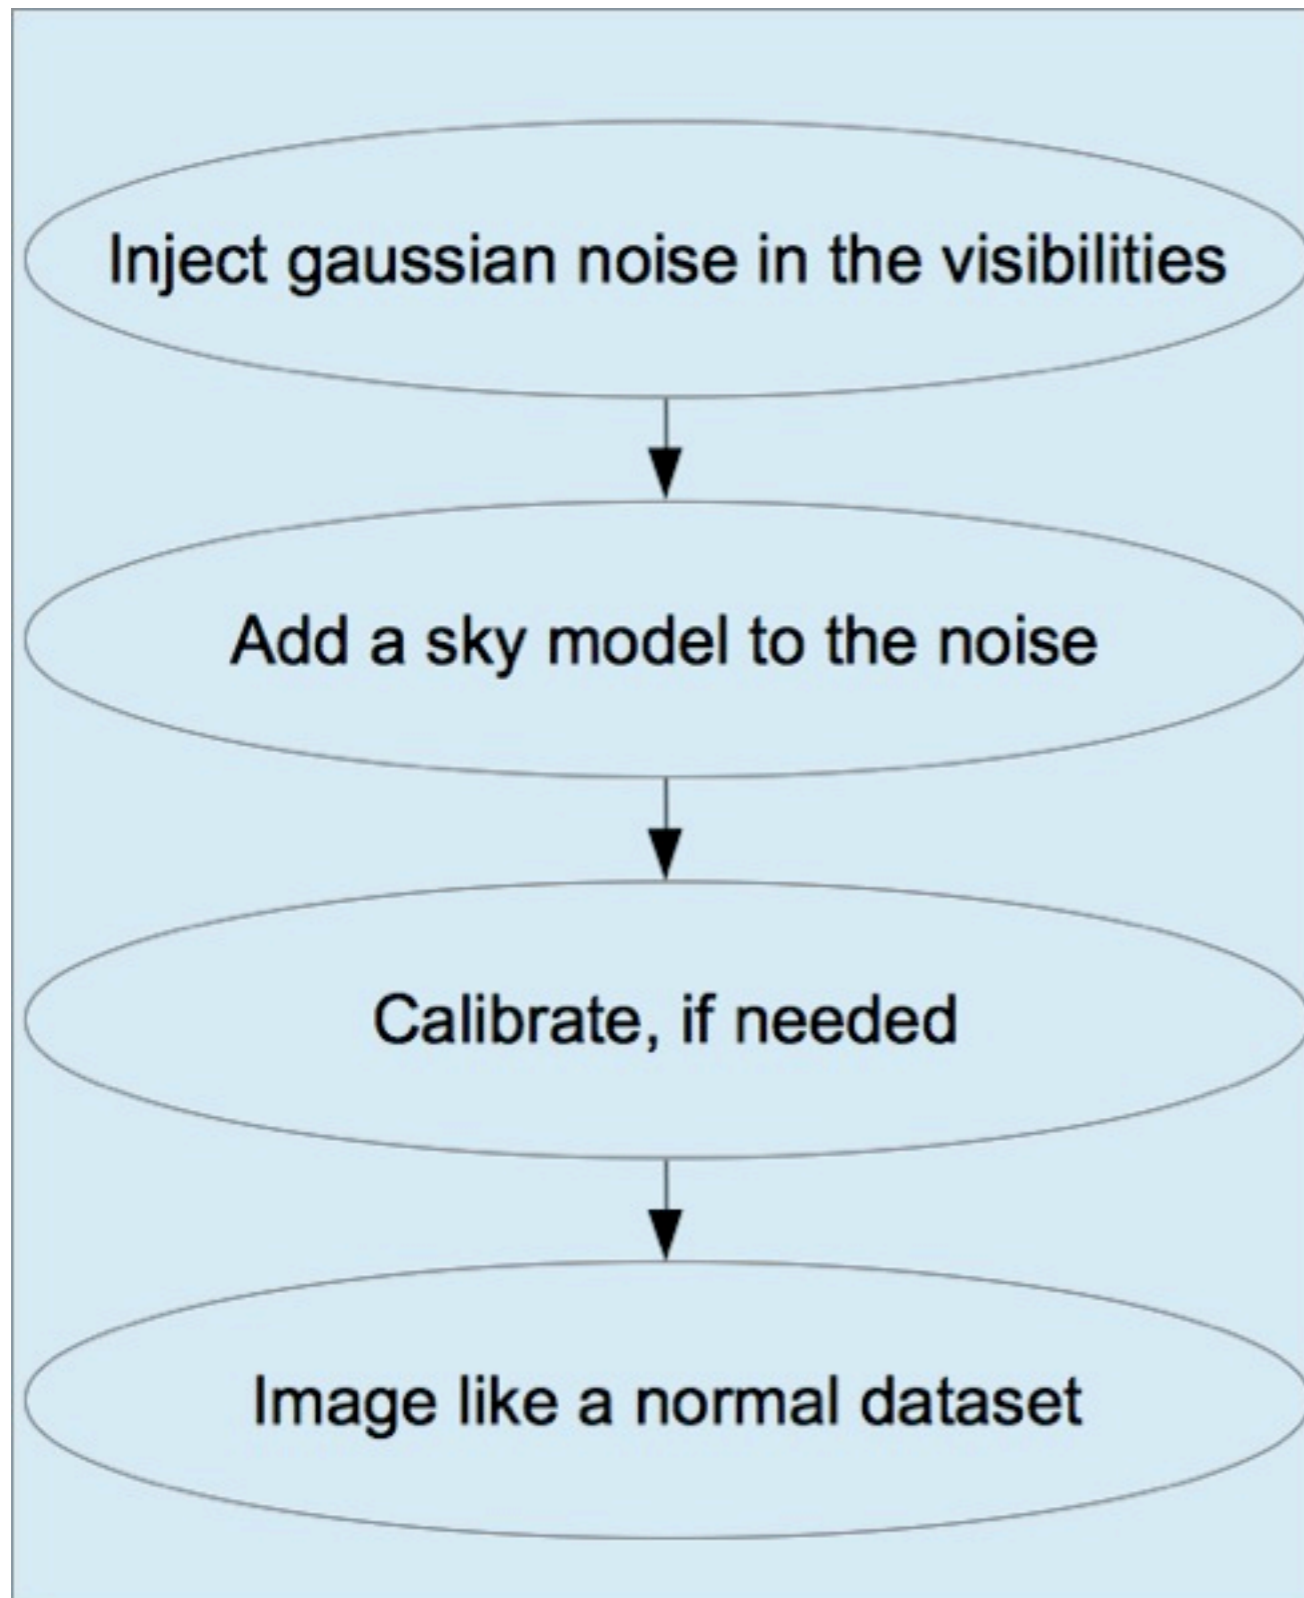 Inject gaussian noise in the visibilities
Add a sky model to the noise
Calibrate, if needed
Image like a normal dataset